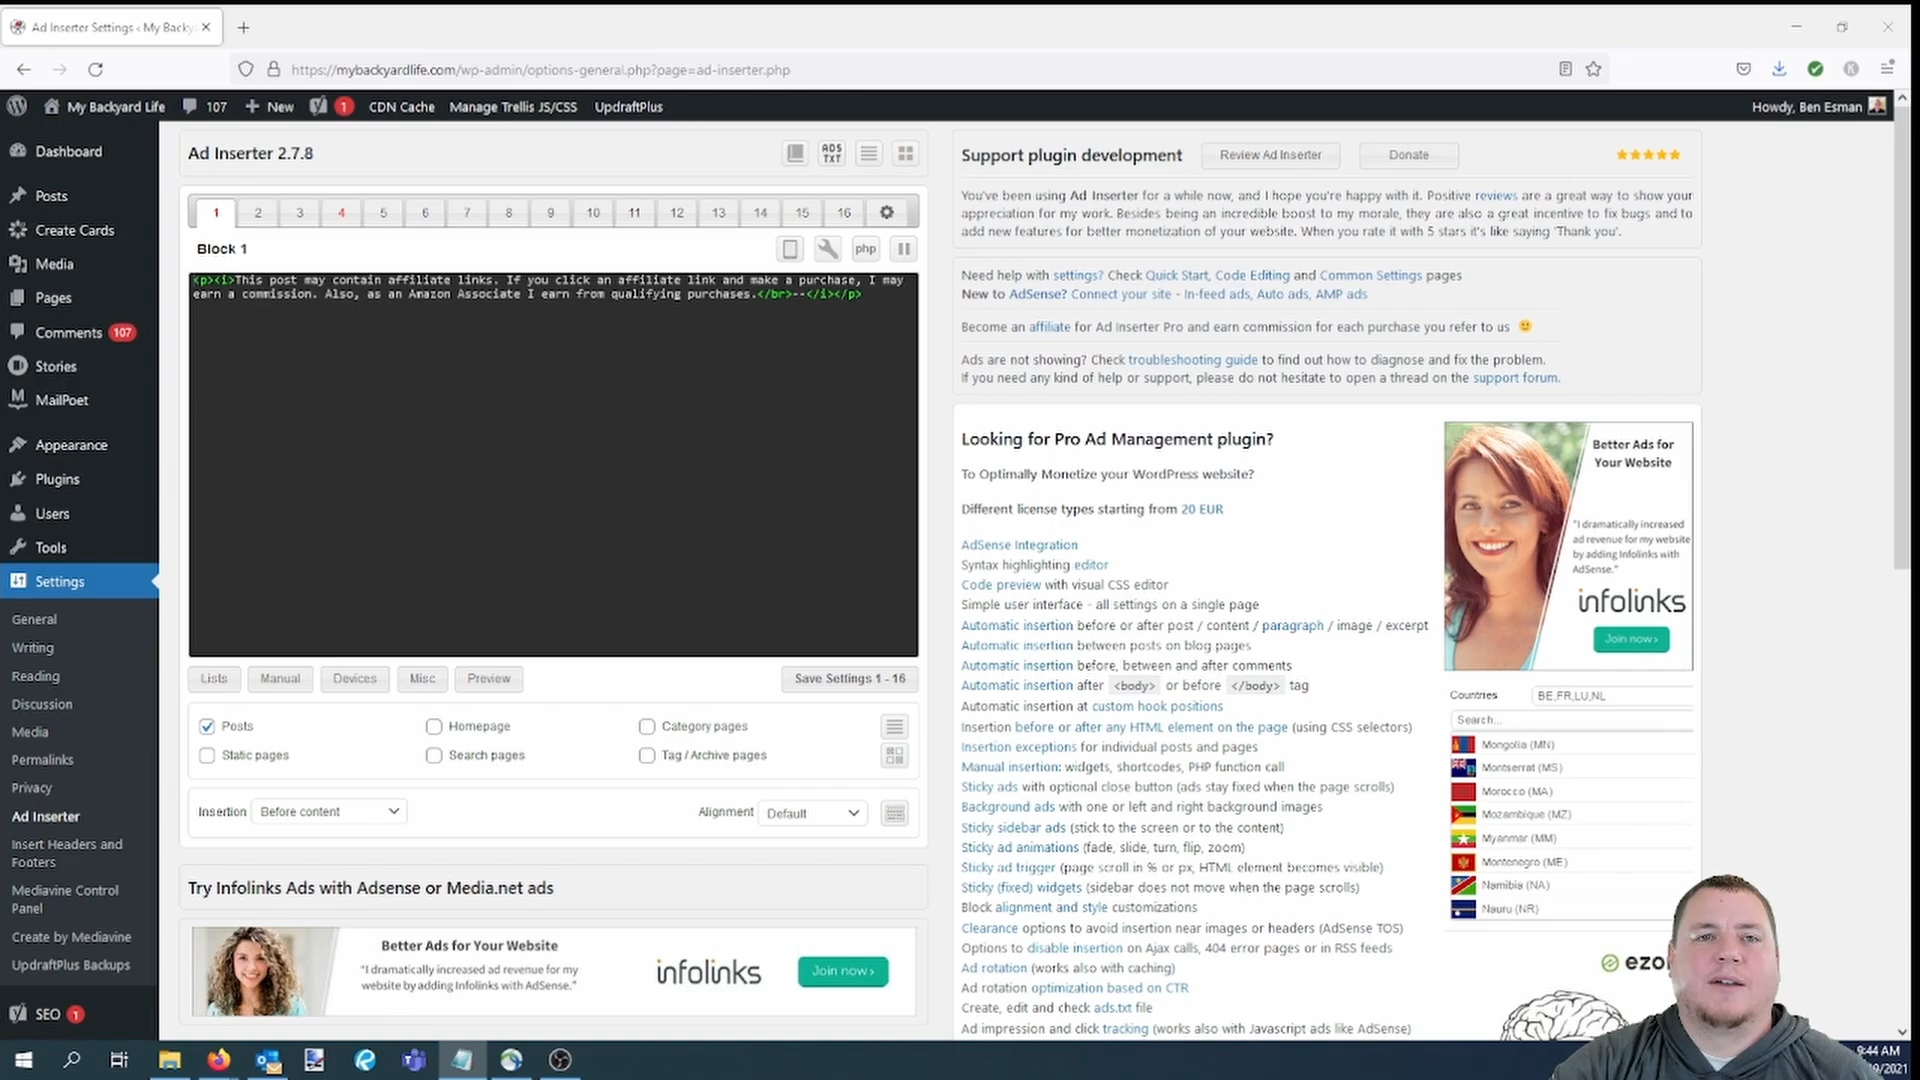 Ad Inserter Settings ‹ My Backy
https://mybackyardlife.com/wp-admin/options-general.php?page=ad-inserter.php
K
My Backyard Life 107 New 1 CDN Cache Manage Trellis JS/CSS UpdraftPlus Howdy, Ben Esman
Dashboard
Posts
Create Cards
Media
Pages
Comments 107
Stories
MailPoet
Appearance
Plugins
Users
Tools
Settings
General
Writing
Reading
Discussion
Media
Permalinks
Privacy
Ad Inserter
Insert Headers and
Footers
Mediavine Control
Panel
Create by Mediavine
UpdraftPlus Backups
SEO 1
Ad Inserter 2.7.8
ADS
TXT
1 2 3 4 5 6 7 8 9 10 11 12 13 14 15 16
Block 1
php
<p><i>This post may contain affiliate links. If you click an affiliate link and make a purchase, I may
earn a commission. Also, as an Amazon Associate I earn from qualifying purchases.</br>--</i></p>
Lists Manual Devices Misc Preview Save Settings 1 - 16
Posts Homepage Category pages
Static pages Search pages Tag / Archive pages
Insertion Before content Alignment Default
Try Infolinks Ads with Adsense or Media.net ads
Better Ads for Your Website
"I dramatically increased ad revenue for my
website by adding Infolinks with AdSense."
infolinks
Join now ›
Support plugin development Review Ad Inserter Donate
You've been using Ad Inserter for a while now, and I hope you're happy with it. Positive reviews are a great way to show your
appreciation for my work. Besides being an incredible boost to my morale, they are also a great incentive to fix bugs and to
add new features for better monetization of your website. When you rate it with 5 stars it's like saying 'Thank you'.
Need help with settings? Check Quick Start, Code Editing and Common Settings pages
New to AdSense? Connect your site - In-feed ads, Auto ads, AMP ads
Become an affiliate for Ad Inserter Pro and earn commission for each purchase you refer to us
Ads are not showing? Check troubleshooting guide to find out how to diagnose and fix the problem.
If you need any kind of help or support, please do not hesitate to open a thread on the support forum.
Looking for Pro Ad Management plugin?
To Optimally Monetize your WordPress website?
Different license types starting from 20 EUR
AdSense Integration
Syntax highlighting editor
Code preview with visual CSS editor
Simple user interface - all settings on a single page
Automatic insertion before or after post / content / paragraph / image / excerpt
Automatic insertion between posts on blog pages
Automatic insertion before, between and after comments
Automatic insertion after <body> or before </body> tag
Automatic insertion at custom hook positions
Insertion before or after any HTML element on the page (using CSS selectors)
Insertion exceptions for individual posts and pages
Manual insertion: widgets, shortcodes, PHP function call
Sticky ads with optional close button (ads stay fixed when the page scrolls)
Background ads with one or left and right background images
Sticky sidebar ads (stick to the screen or to the content)
Sticky ad animations (fade, slide, turn, flip, zoom)
Sticky ad trigger (page scroll in % or px, HTML element becomes visible)
Sticky (fixed) widgets (sidebar does not move when the page scrolls)
Block alignment and style customizations
Clearance options to avoid insertion near images or headers (AdSense TOS)
Options to disable insertion on Ajax calls, 404 error pages or in RSS feeds
Ad rotation (works also with caching)
Ad rotation optimization based on CTR
Create, edit and check ads.txt file
Ad impression and click tracking (works also with Javascript ads like AdSense)
Better Ads for
Your Website
"I dramatically increased
ad revenue for my website
by adding Infolinks with
AdSense."
infolinks
Join now ›
Countries BE,FR,LU,NL
Search...
Mongolia (MN)
Montserrat (MS)
Morocco (MA)
Mozambique (MZ)
Myanmar (MM)
Montenegro (ME)
Namibia (NA)
Nauru (NR)
ezo
9:44 AM
9/2021